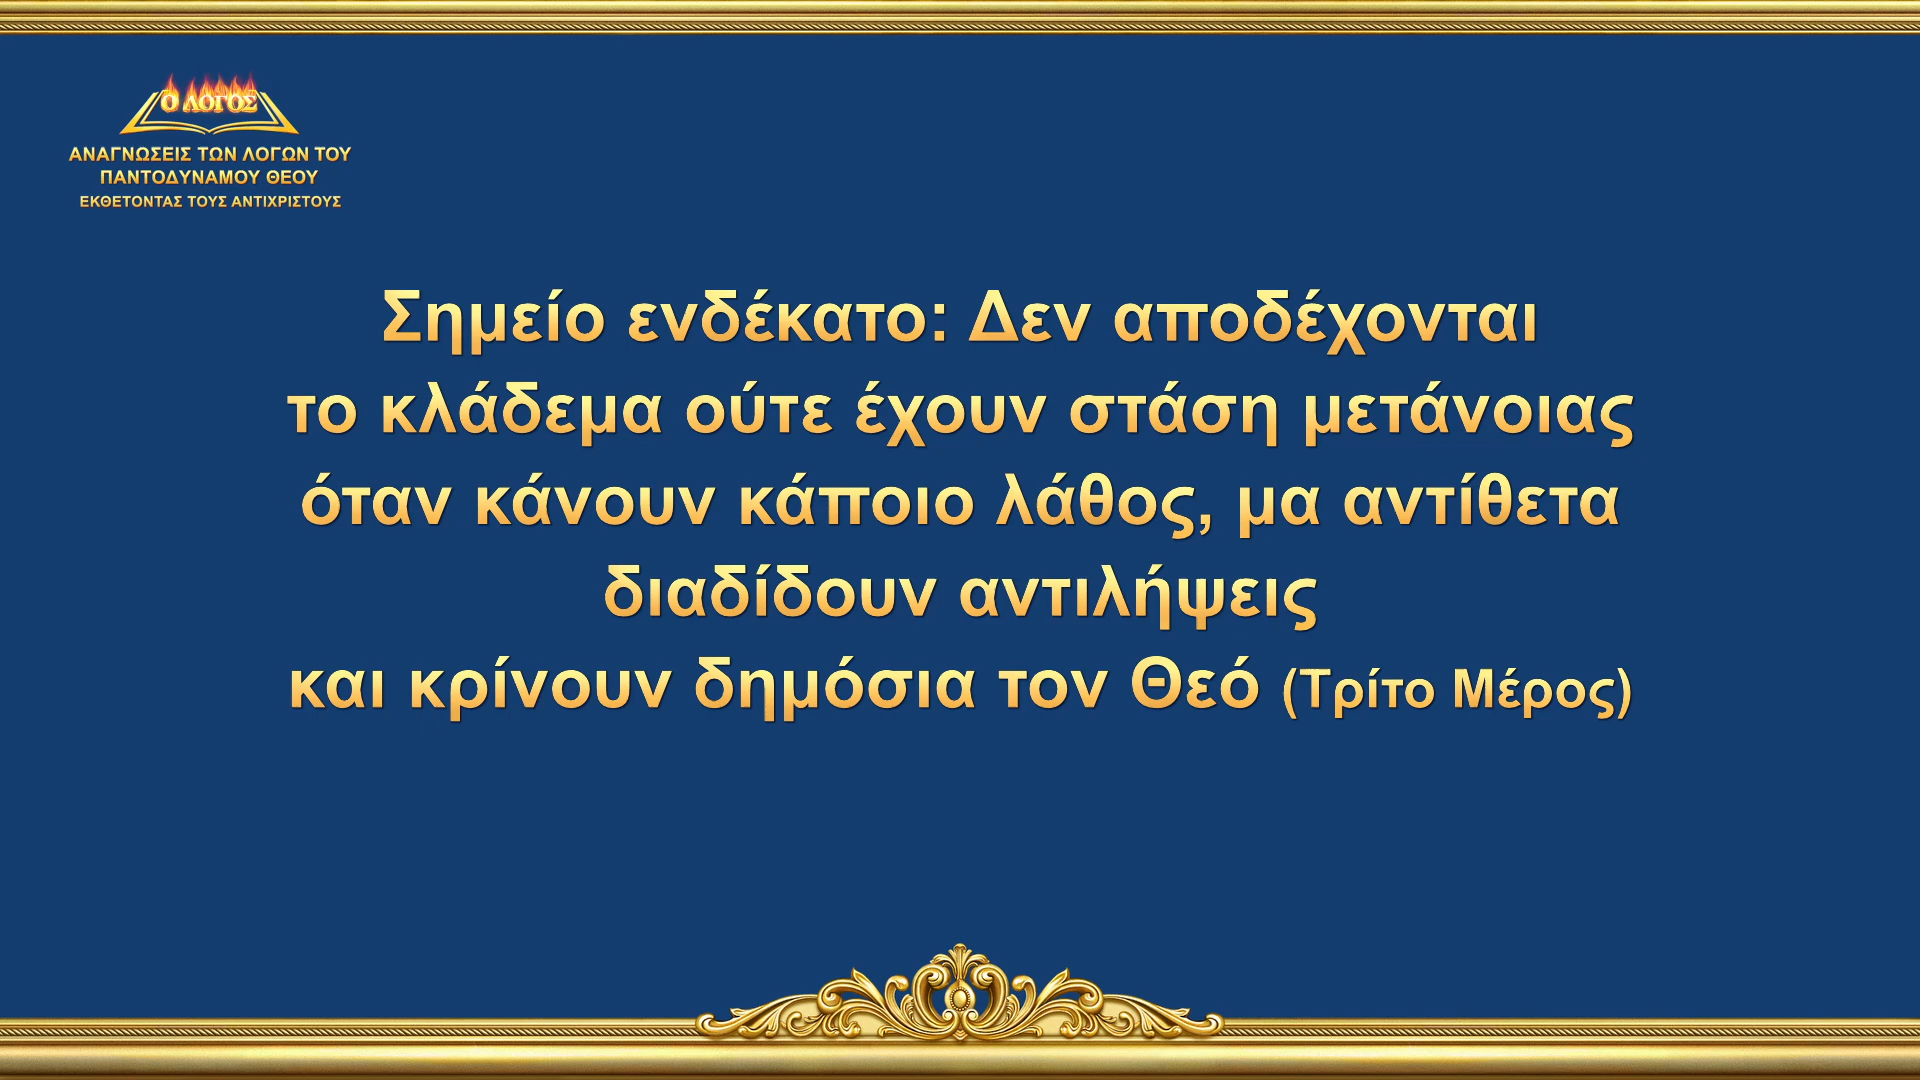 Ο ΛΟΓΟΣ
ΑΝΑΓΝΩΣΕΙΣ ΤΩΝ ΛΟΓΩΝ ΤΟΥ
ΠΑΝΤΟΔΥΝΑΜΟΥ ΘΕΟΥ
ΕΚΘΕΤΟΝΤΑΣ ΤΟΥΣ ΑΝΤΙΧΡΙΣΤΟΥΣ
Σημείο ενδέκατο: Δεν αποδέχονται
το κλάδεμα ούτε έχουν στάση μετάνοιας
όταν κάνουν κάποιο λάθος, μα αντίθετα
διαδίδουν αντιλήψεις
και κρίνουν δημόσια τον Θεό (Τρίτο Μέρος)